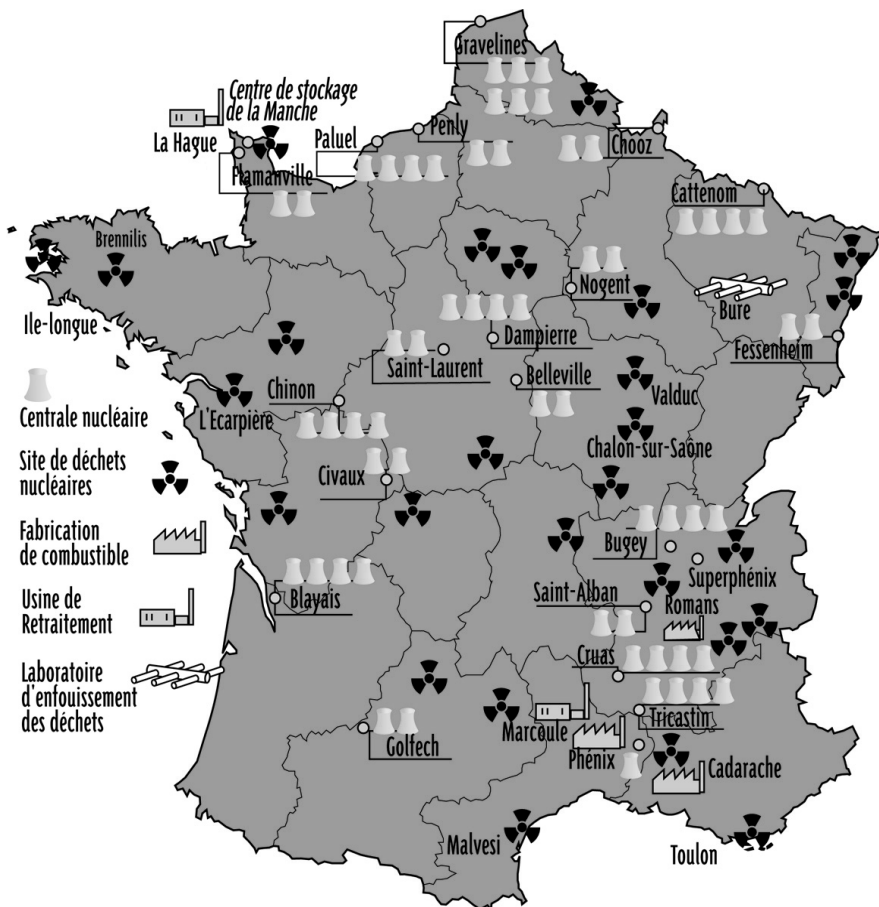 Gravelines
Centre de stockage
de la Manche
La Hague
Paluel
Penly
Chooz
Flamanville
Cattenom
Brennilis
Nogent
Bure
Ile-longue
Dampierre
Saint-Laurent
Fessenheim
Belleville
Chinon
Valduc
L'Ecarpière
Centrale nucléaire
Chalon-sur-Saône
Site de déchets
nucléaires
Civaux
Fabrication
de combustible
Bugey
Superphénix
Usine de
Retraitement
Blayais
Saint-Alban
Romans
Cruas
Laboratoire
d'enfouissement
des déchets
Tricastin
Marcoule
Golfech
Phénix
Cadarache
Malvesi
Toulon